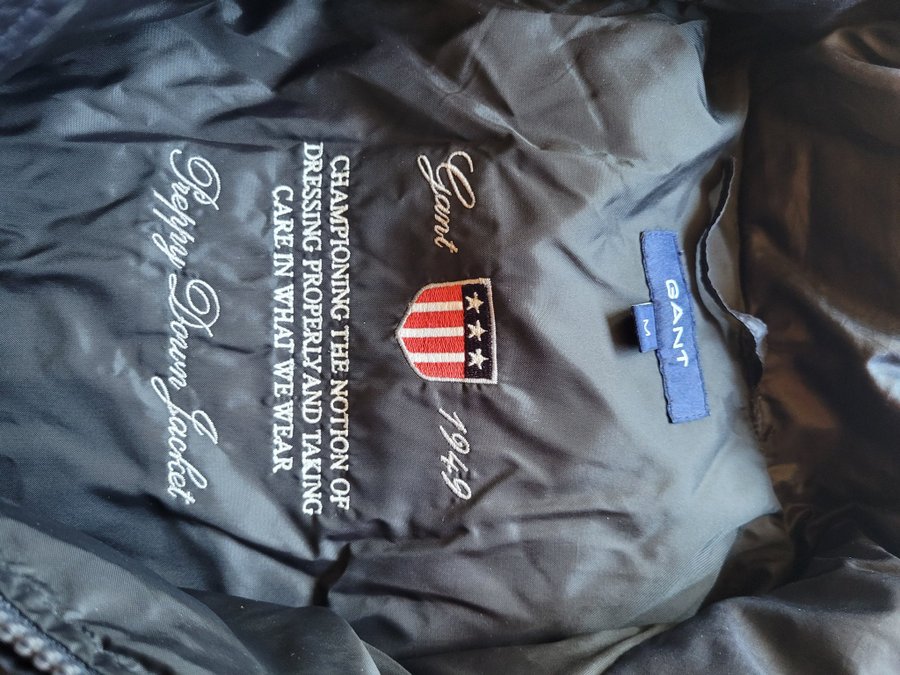 GANT
M
Gant 1949
CHAMPIONING THE NOTION OF
DRESSING PROPERLY AND TAKING
CARE IN WHAT WE WEAR
Preppy Down Jacket